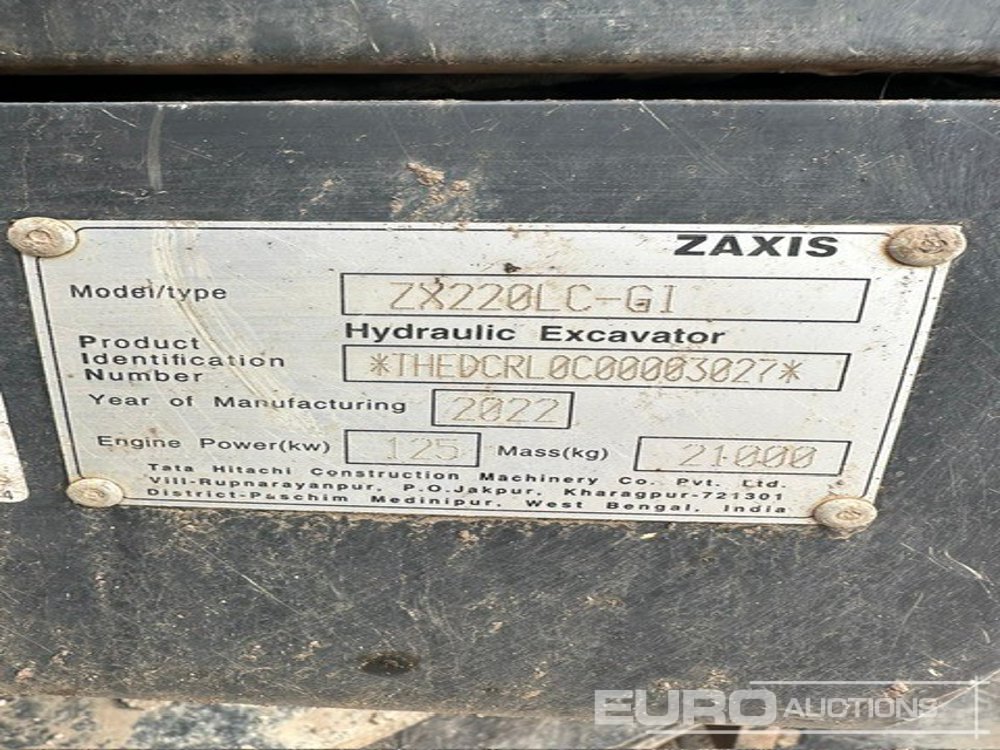 ZAXIS
Model/type ZX220LC-GI
Hydraulic Excavator
Product Identification Number *THEDCRL0C00003027*
Year of Manufacturing 2022
Engine Power(kw) 125 Mass(kg) 21000
Tata Hitachi Construction Machinery Co. Pvt. Ltd.
Vill-Rupnarayanpur, P.O.Jakpur, Kharagpur-721301
District-Paschim Medinipur, West Bengal, India
EURO AUCTIONS